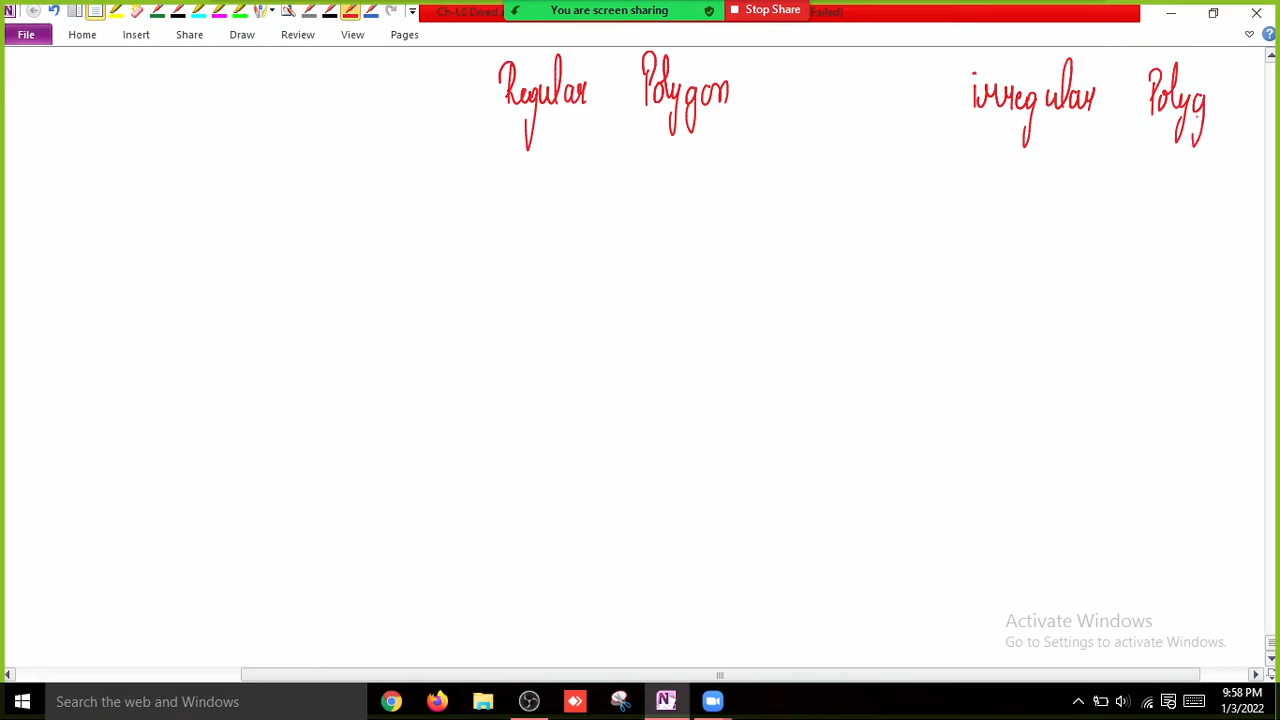 You are screen sharing
Stop Share
File Home Insert Share Draw Review View Pages
Regular Polygon irregular Polyg
Activate Windows
Go to Settings to activate Windows.
Search the web and Windows
9:58 PM
1/3/2022